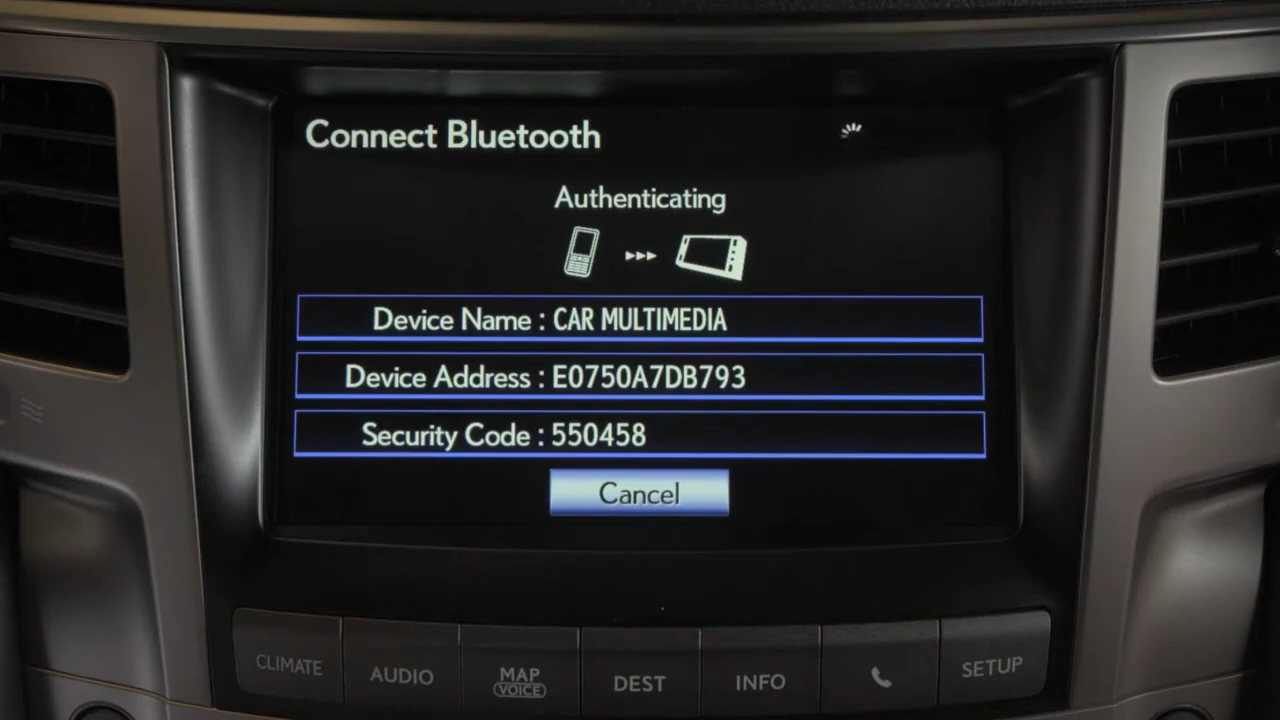 Connect Bluetooth
Authenticating
Device Name : CAR MULTIMEDIA
Device Address : E0750A7DB793
Security Code : 550458
Cancel
CLIMATE
AUDIO
MAP
VOICE
DEST
INFO
SETUP